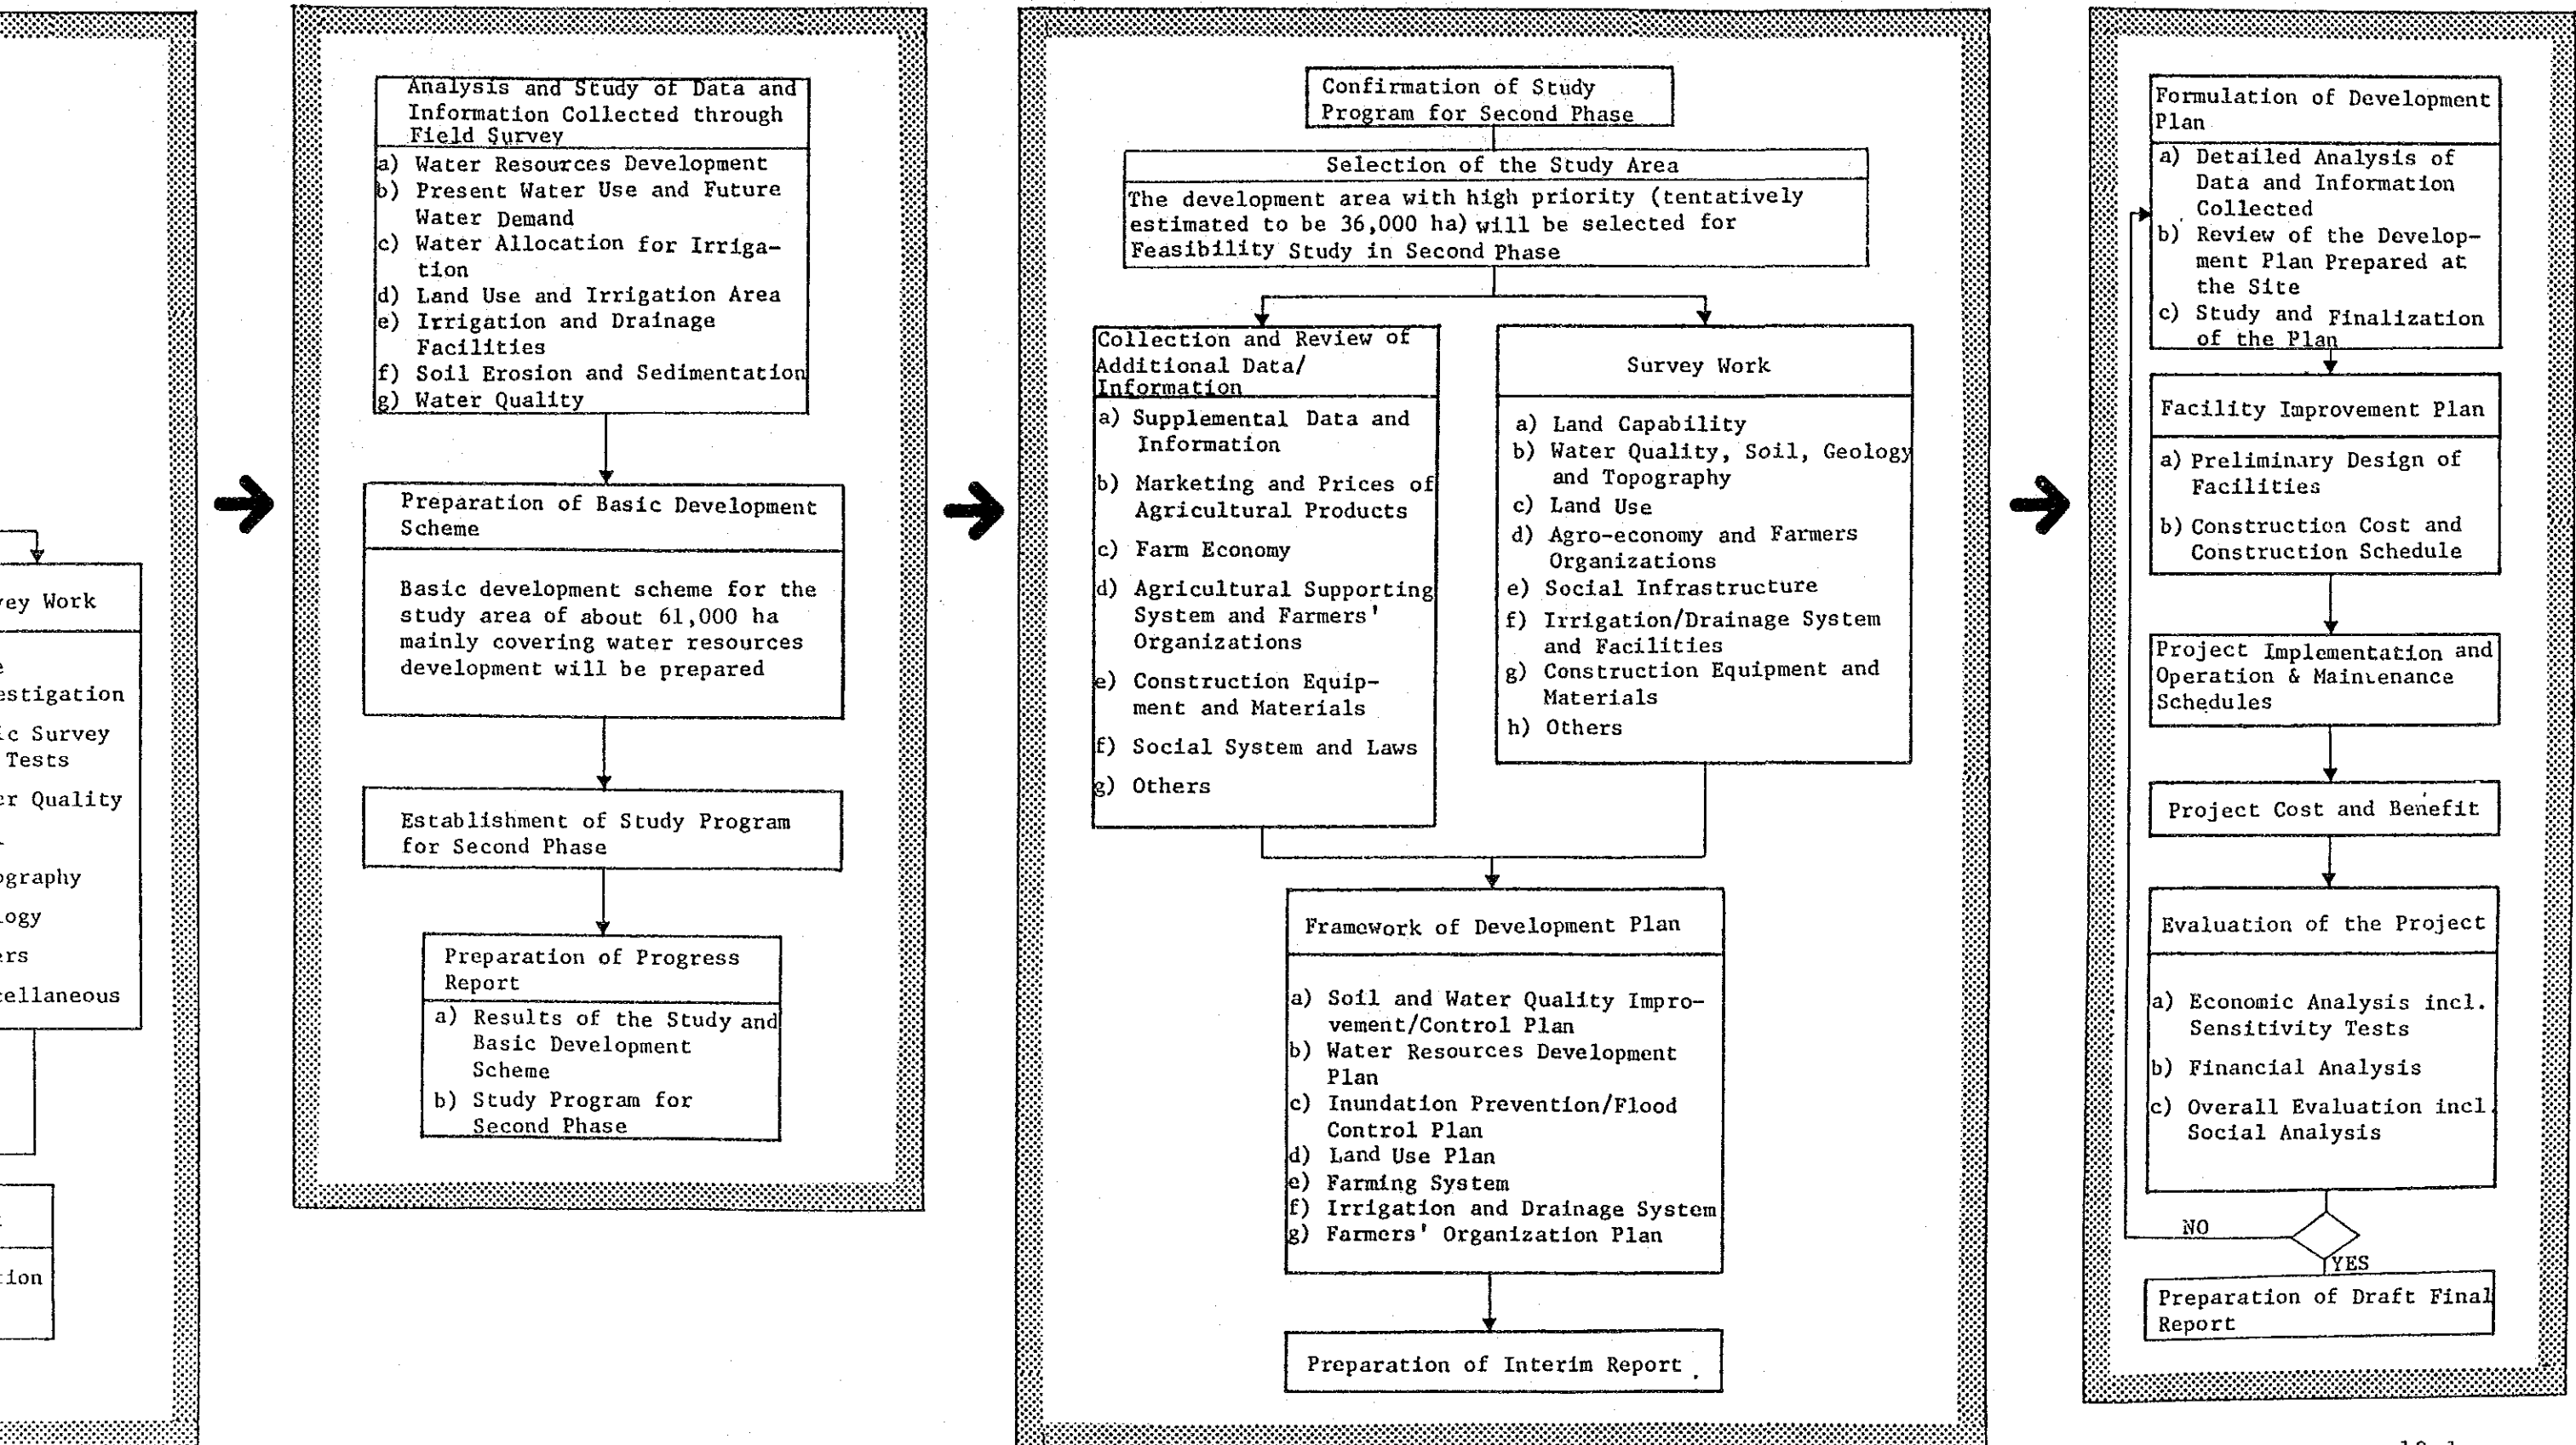 vey Work
estigation
ic Survey
Tests
er Quality
ography
logy
ers
cellaneous
tion
Analysis and Study of Data and
Information Collected through
Field Survey
a) Water Resources Development
b) Present Water Use and Future
Water Demand
c) Water Allocation for Irriga-
tion
d) Land Use and Irrigation Area
e) Irrigation and Drainage
Facilities
f) Soil Erosion and Sedimentation
g) Water Quality
Preparation of Basic Development
Scheme
Basic development scheme for the
study area of about 61,000 ha
mainly covering water resources
development will be prepared
Establishment of Study Program
for Second Phase
Preparation of Progress
Report
a) Results of the Study and
Basic Development
Scheme
b) Study Program for
Second Phase
Confirmation of Study
Program for Second Phase
Selection of the Study Area
The development area with high priority (tentatively
estimated to be 36,000 ha) will be selected for
Feasibility Study in Second Phase
Collection and Review of
Additional Data/
Information
a) Supplemental Data and
Information
b) Marketing and Prices of
Agricultural Products
c) Farm Economy
d) Agricultural Supporting
System and Farmers'
Organizations
e) Construction Equip-
ment and Materials
f) Social System and Laws
g) Others
Survey Work
a) Land Capability
b) Water Quality, Soil, Geology
and Topography
c) Land Use
d) Agro-economy and Farmers
Organizations
e) Social Infrastructure
f) Irrigation/Drainage System
and Facilities
g) Construction Equipment and
Materials
h) Others
Framework of Development Plan
a) Soil and Water Quality Impro-
vement/Control Plan
b) Water Resources Development
Plan
c) Inundation Prevention/Flood
Control Plan
d) Land Use Plan
e) Farming System
f) Irrigation and Drainage System
g) Farmers' Organization Plan
Preparation of Interim Report
Formulation of Development
Plan
a) Detailed Analysis of
Data and Information
Collected
b) Review of the Develop-
ment Plan Prepared at
the Site
c) Study and Finalization
of the Plan
Facility Improvement Plan
a) Preliminary Design of
Facilities
b) Construction Cost and
Construction Schedule
Project Implementation and
Operation & Maintenance
Schedules
Project Cost and Benefit
Evaluation of the Project
a) Economic Analysis incl.
Sensitivity Tests
b) Financial Analysis
c) Overall Evaluation incl.
Social Analysis
NO
YES
Preparation of Draft Final
Report